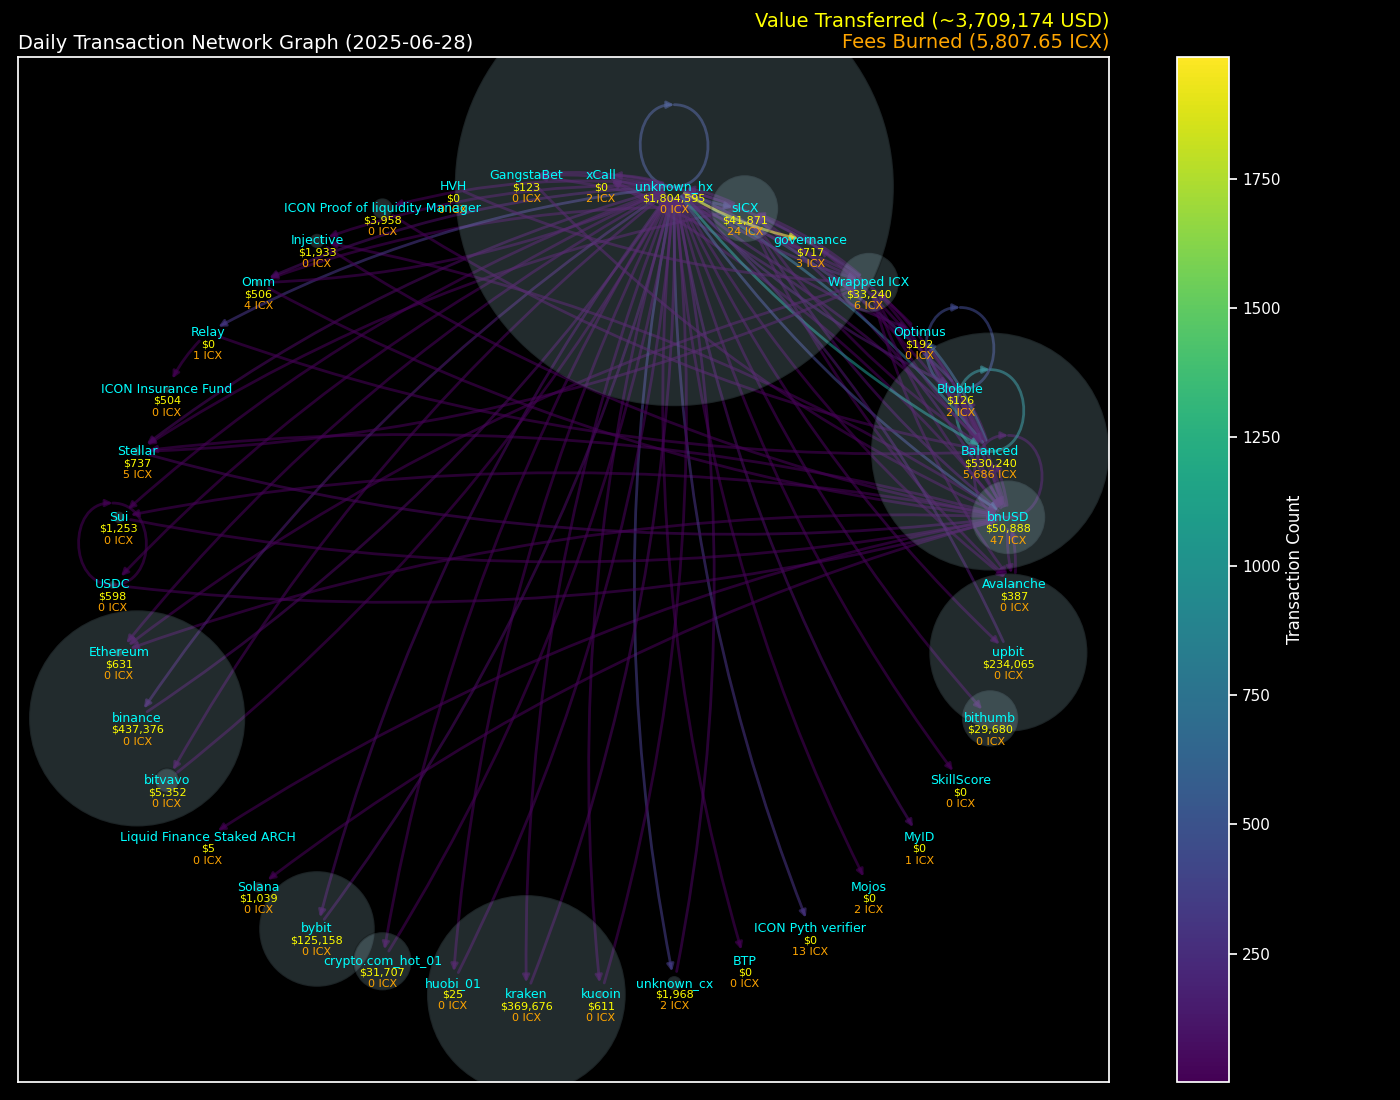 Value Transferred (~3,709,174 USD)
Daily Transaction Network Graph (2025-06-28)
Fees Burned (5,807.65 ICX)
GangstaBet
$123
0 ICX
xCall
$0
2 ICX
unknown_hx
$1,804,595
0 ICX
HVH
$0
ICON Proof of liquidity Manager
$3,958
0 ICX
sICX
$41,871
24 ICX
Injective
$1,933
0 ICX
governance
$717
3 ICX
Omm
$506
4 ICX
Wrapped ICX
$33,240
6 ICX
Relay
$0
1 ICX
Optimus
$192
0 ICX
ICON Insurance Fund
$504
0 ICX
Blobble
$126
2 ICX
Stellar
$737
5 ICX
Balanced
$530,240
5,686 ICX
Sui
$1,253
0 ICX
bnUSD
$50,888
47 ICX
USDC
$598
0 ICX
Avalanche
$387
0 ICX
Ethereum
$631
0 ICX
upbit
$234,065
0 ICX
binance
$437,376
0 ICX
bithumb
$29,680
0 ICX
bitvavo
$5,352
0 ICX
SkillScore
$0
0 ICX
Liquid Finance Staked ARCH
$5
0 ICX
MyID
$0
1 ICX
Solana
$1,039
0 ICX
Mojos
$0
2 ICX
bybit
$125,158
0 ICX
ICON Pyth verifier
$0
13 ICX
crypto.com_hot_01
$31,707
0 ICX
BTP
$0
0 ICX
huobi_01
$25
0 ICX
kraken
$369,676
0 ICX
kucoin
$611
0 ICX
unknown_cx
$1,968
2 ICX
1750
1500
1250
1000
750
500
250
Transaction Count